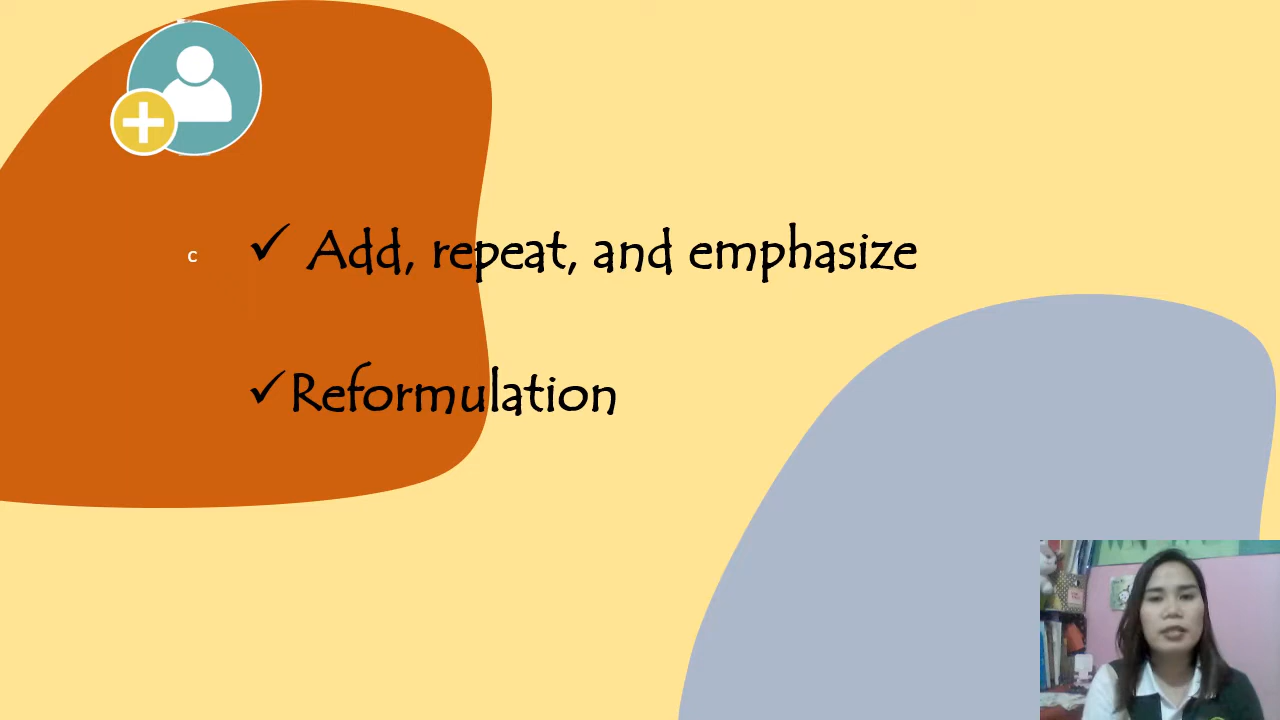 c
✓ Add, repeat, and emphasize
✓Reformulation